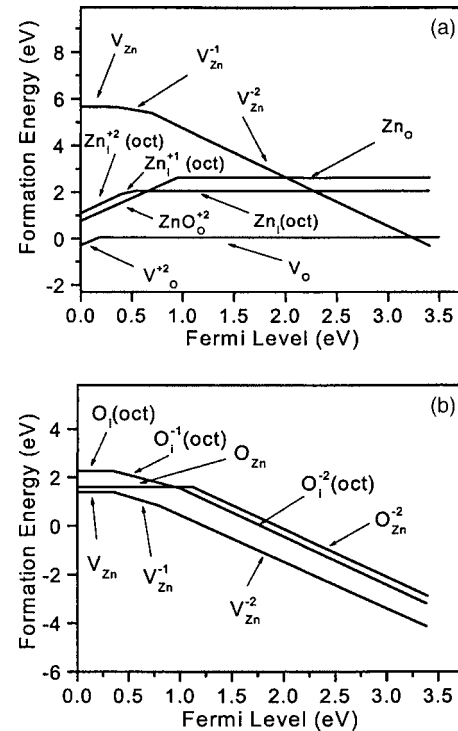 (a)
Formation Energy (eV)
8
6
4
2
0
-2
V_Zn
V_Zn^-1
V_Zn^-2
Zn_O
Zn_i^+2 (oct)
Zn_i^+1 (oct)
ZnO_O^+2
Zn_i(oct)
V_O^+2
V_O
0.0 0.5 1.0 1.5 2.0 2.5 3.0 3.5
Fermi Level (eV)
(b)
Formation Energy (eV)
4
2
0
-2
-4
-6
O_i(oct)
O_i^-1(oct)
O_Zn
O_i^-2(oct)
O_Zn^-2
V_Zn
V_Zn^-1
V_Zn^-2
0.0 0.5 1.0 1.5 2.0 2.5 3.0 3.5
Fermi Level (eV)